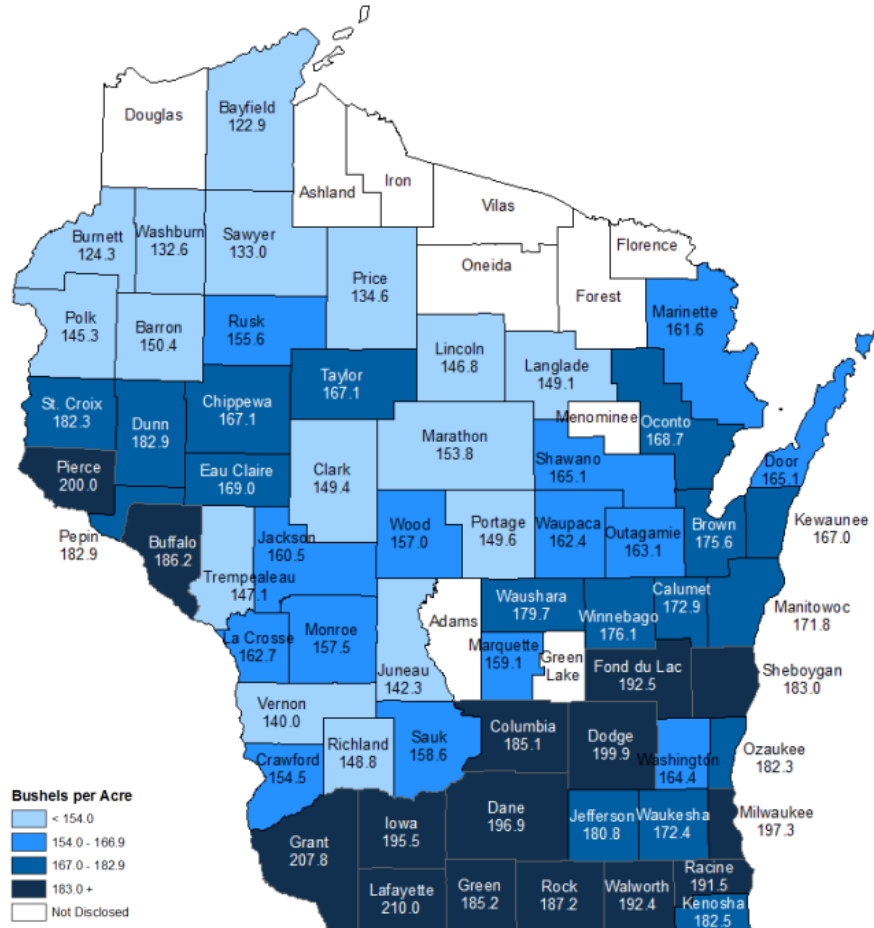 Douglas
Bayfield
122.9
Ashland
Iron
Vilas
Burnett
124.3
Washburn
132.6
Sawyer
133.0
Price
134.6
Oneida
Florence
Forest
Marinette
161.6
Polk
145.3
Barron
150.4
Rusk
155.6
Lincoln
146.8
Langlade
149.1
Taylor
167.1
St. Croix
182.3
Dunn
182.9
Chippewa
167.1
Menominee
Oconto
168.7
Marathon
153.8
Shawano
165.1
Door
165.1
Pierce
200.0
Eau Claire
169.0
Clark
149.4
Pepin
182.9
Buffalo
186.2
Trempealeau
147.1
Jackson
160.5
Wood
157.0
Portage
149.6
Waupaca
162.4
Outagamie
163.1
Brown
175.6
Kewaunee
167.0
Waushara
179.7
Winnebago
176.1
Calumet
172.9
Manitowoc
171.8
La Crosse
162.7
Monroe
157.5
Juneau
142.3
Adams
Marquette
159.1
Green
Lake
Fond du Lac
192.5
Sheboygan
183.0
Vernon
140.0
Richland
148.8
Sauk
158.6
Columbia
185.1
Dodge
199.9
Washington
164.4
Ozaukee
182.3
Crawford
154.5
Grant
207.8
Iowa
195.5
Dane
196.9
Jefferson
180.8
Waukesha
172.4
Milwaukee
197.3
Lafayette
210.0
Green
185.2
Rock
187.2
Walworth
192.4
Racine
191.5
Kenosha
182.5
Bushels per Acre
< 154.0
154.0 - 166.9
167.0 - 182.9
183.0 +
Not Disclosed